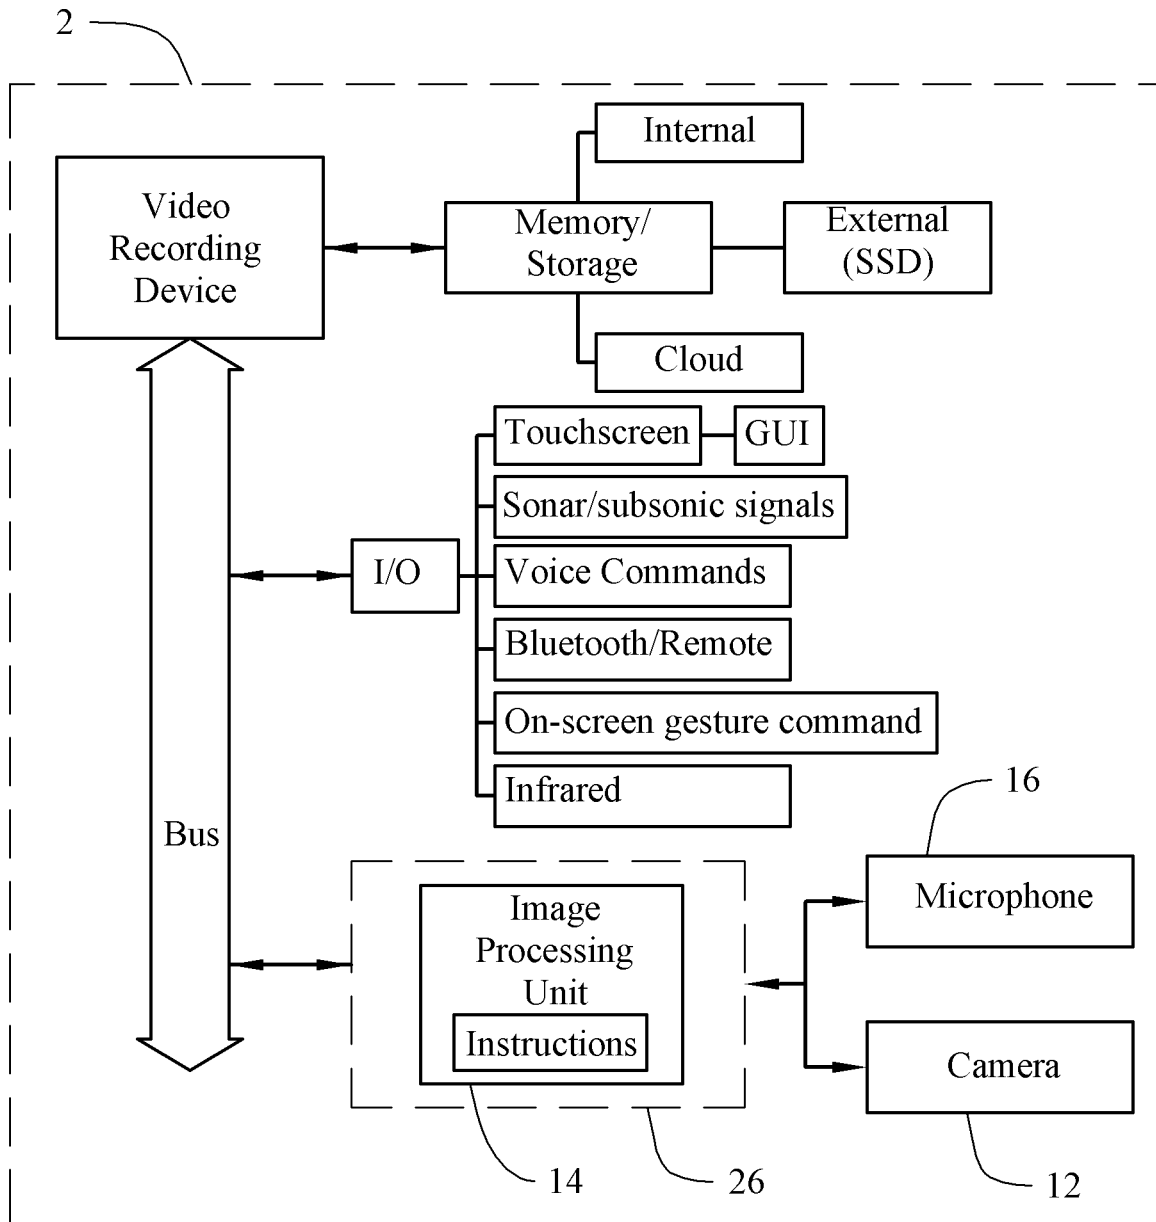 2
Internal
Video
Recording
Device
Memory/
Storage
External
(SSD)
Cloud
Touchscreen
GUI
Sonar/subsonic signals
I/O
Voice Commands
Bluetooth/Remote
On-screen gesture command
Infrared
16
Bus
Microphone
Image
Processing
Unit
Instructions
Camera
14
26
12